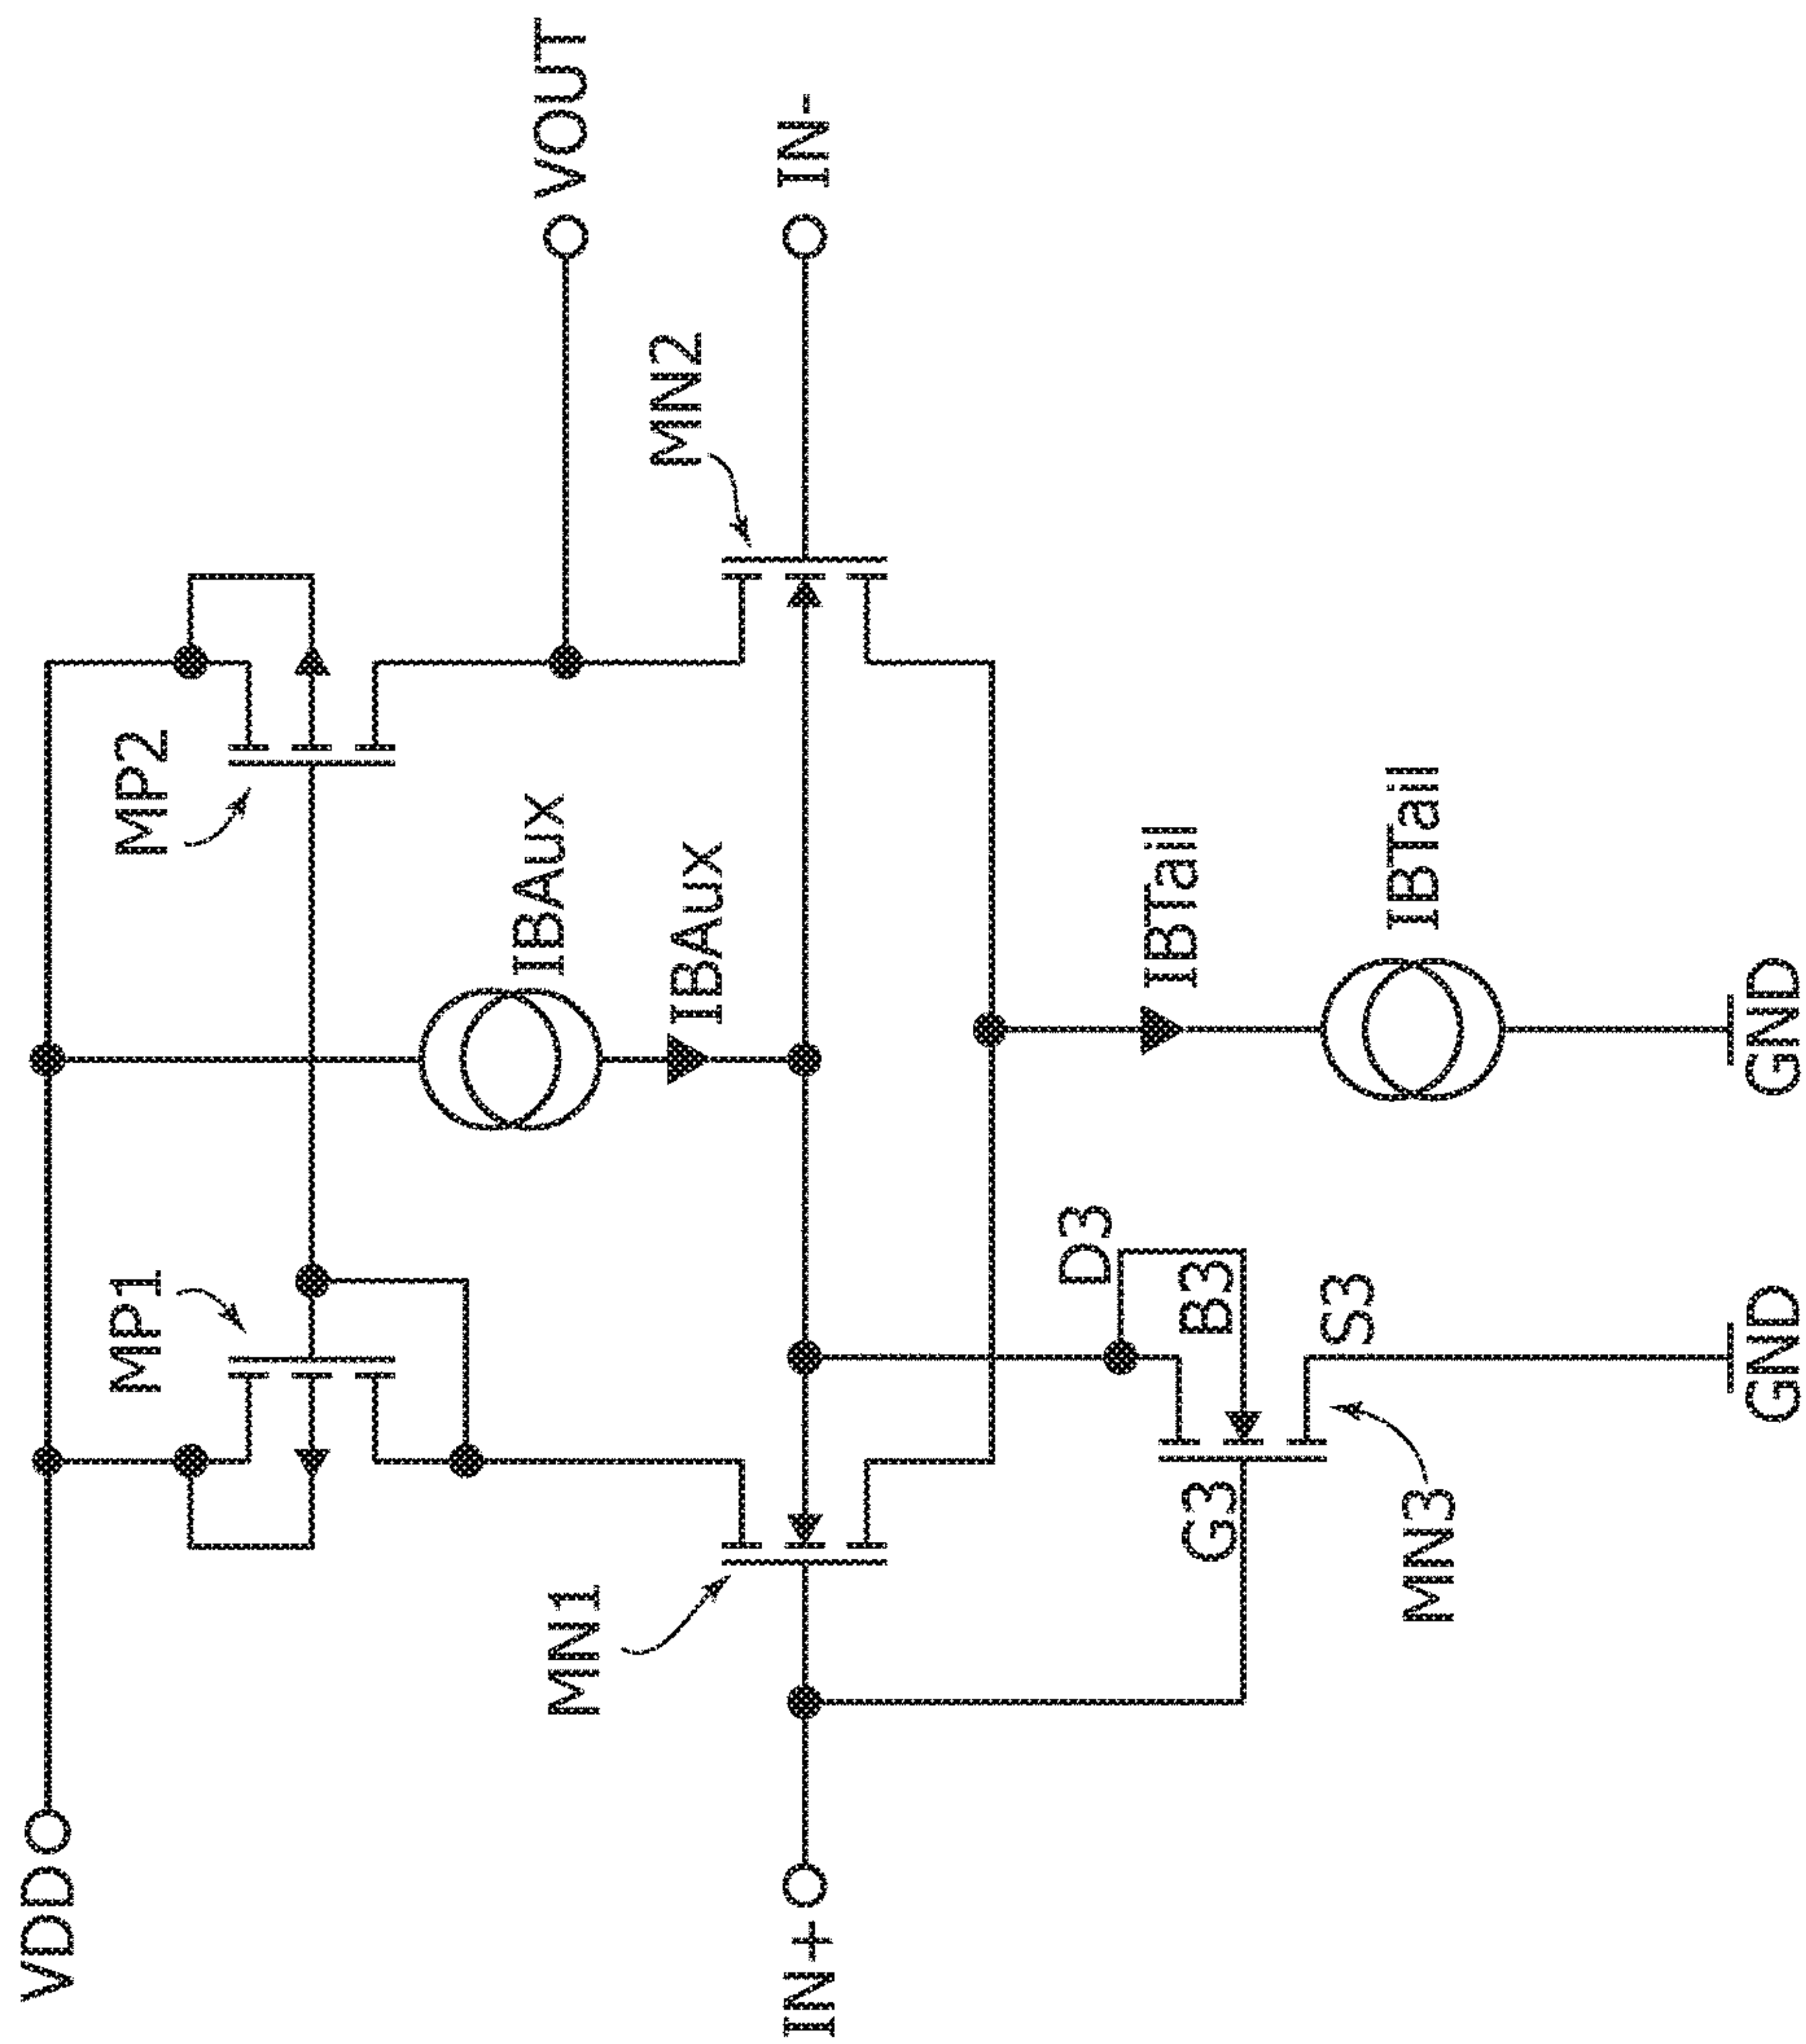 VDD
MP1
MP2
IBAux
IBAux
VOUT
MN1
MN2
IN+
IN-
D3
G3
B3
S3
MN3
IBTail
IBTail
GND
GND